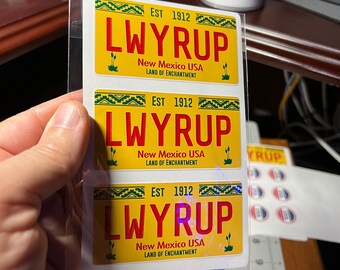 EST 1912
LWYRUP
New Mexico USA
LAND OF ENCHANTMENT
EST 1912
LWYRUP
New Mexico USA
LAND OF ENCHANTMENT
EST 1912
LWYRUP
New Mexico USA
LAND OF ENCHANTMENT
YRUP